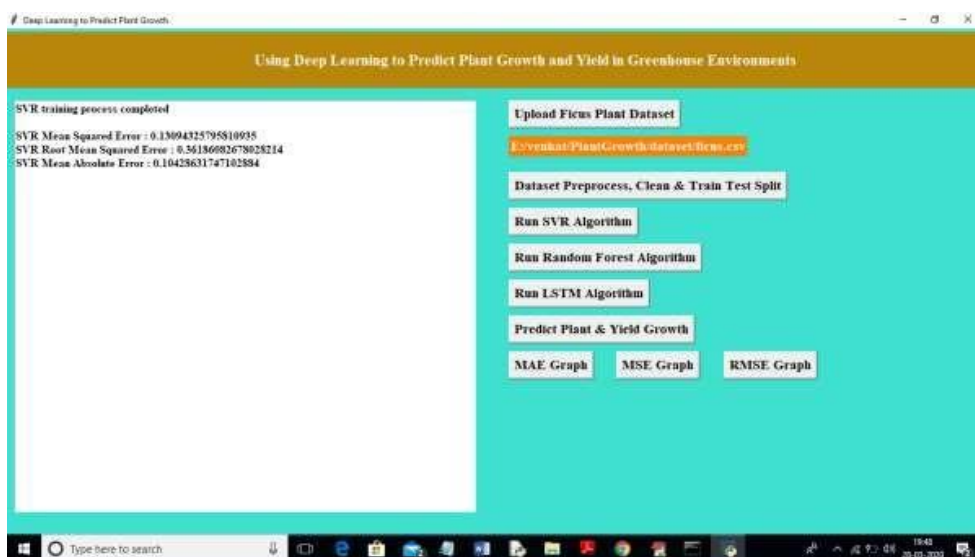 Deep Learning to Predict Plant Growth
Using Deep Learning to Predict Plant Growth and Yield in Greenhouse Environments
SVR training process completed
SVR Mean Squared Error : 0.13094325795810935
SVR Root Mean Squared Error : 0.36186082678028214
SVR Mean Absolute Error : 0.10428631747102884
Upload Ficus Plant Dataset
E:/venkat/PlantGrowth/dataset/ficus.csv
Dataset Preprocess, Clean & Train Test Split
Run SVR Algorithm
Run Random Forest Algorithm
Run LSTM Algorithm
Predict Plant & Yield Growth
MAE Graph
MSE Graph
RMSE Graph
Type here to search